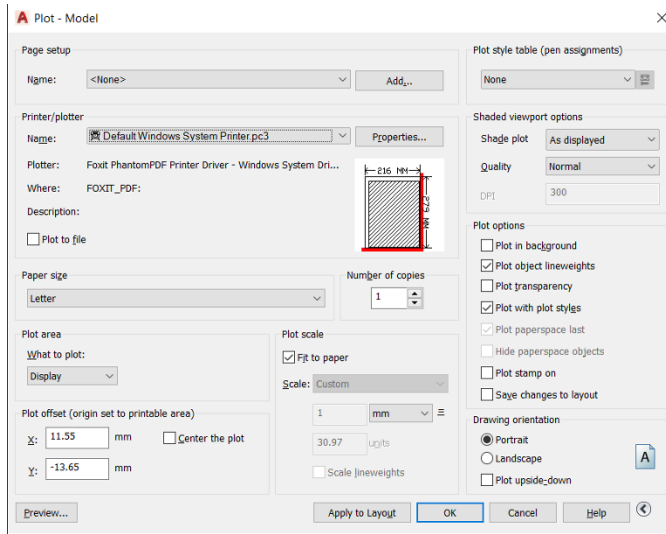 Plot - Model
Page setup
Name: <None> Add...
Printer/plotter
Name: Default Windows System Printer.pc3 Properties...
Plotter: Foxit PhantomPDF Printer Driver - Windows System Dri...
Where: FOXIT_PDF:
Description:
Plot to file
216 MM
279 MM
Paper size
Letter
Number of copies
1
Plot area
What to plot:
Display
Plot offset (origin set to printable area)
X: 11.55 mm Center the plot
Y: -13.65 mm
Plot scale
Fit to paper
Scale: Custom
1 mm =
30.97 units
Scale lineweights
Plot style table (pen assignments)
None
Shaded viewport options
Shade plot As displayed
Quality Normal
DPI 300
Plot options
Plot in background
Plot object lineweights
Plot transparency
Plot with plot styles
Plot paperspace last
Hide paperspace objects
Plot stamp on
Save changes to layout
Drawing orientation
Portrait
Landscape
Plot upside-down
A
Preview... Apply to Layout OK Cancel Help